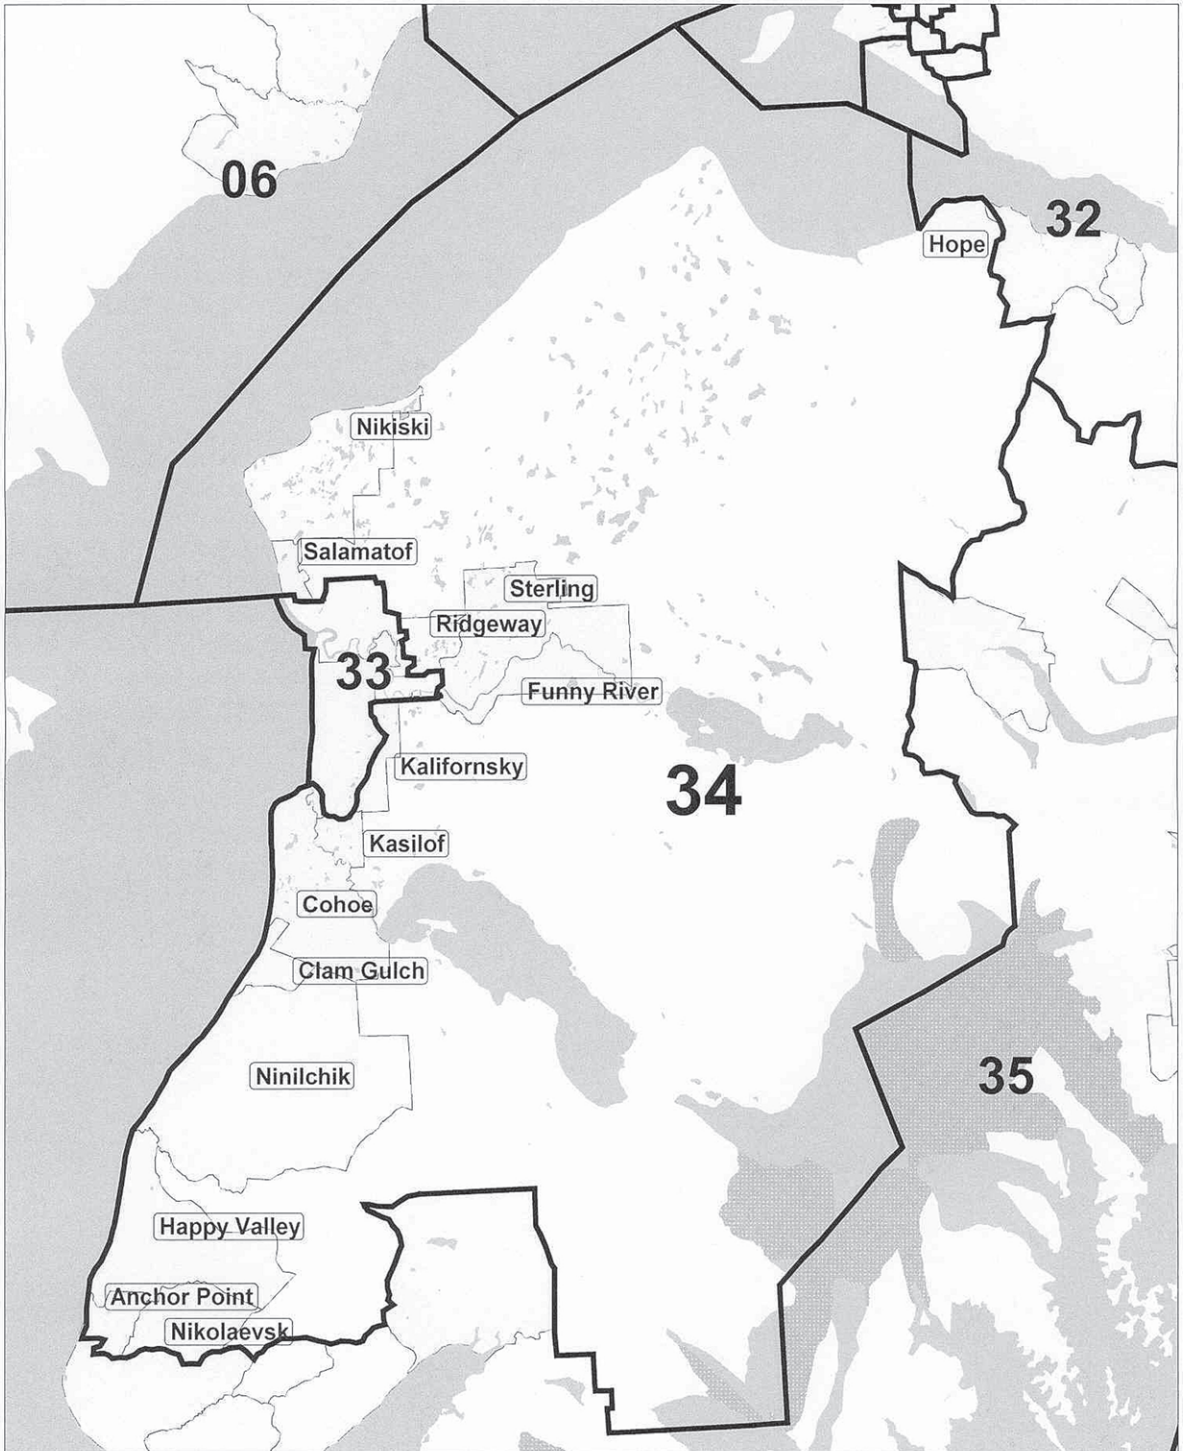 06
32
Hope
Nikiski
Salamatof
Sterling
Ridgeway
33
Funny River
Kalifornsky
34
Kasilof
Cohoe
Clam Gulch
Ninilchik
35
Happy Valley
Anchor Point
Nikolaevsk